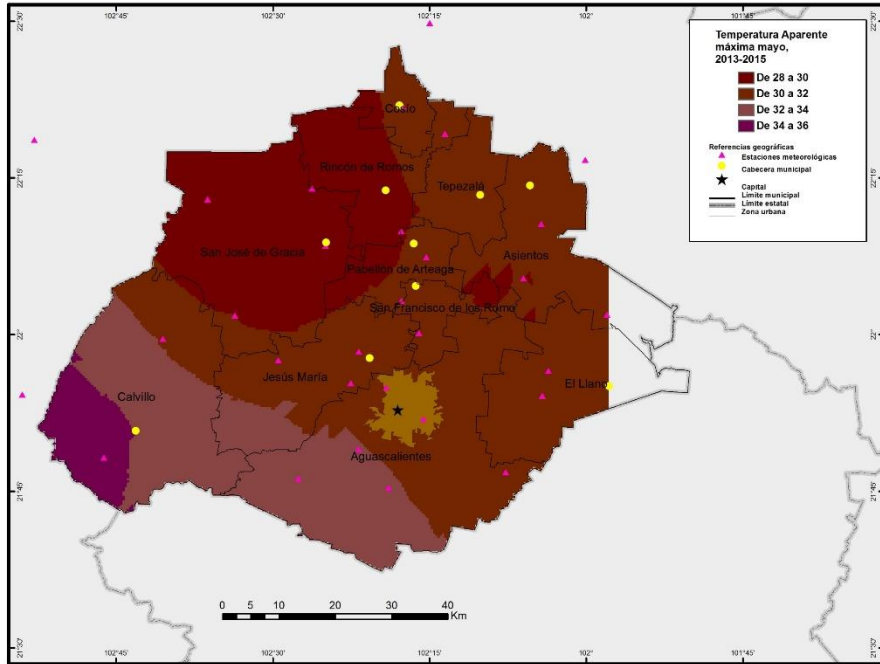 102°45'
102°30'
102°15'
102°
101°45'
22°30'
22°30'
Temperatura Aparente
máxima mayo,
2013-2015
De 28 a 30
De 30 a 32
De 32 a 34
De 34 a 36
Referencias geográficas
Estaciones meteorológicas
Cabecera municipal
Capital
Límite municipal
Límite estatal
Zona urbana
Cosío
Rincón de Romos
Tepezalá
22°15'
22°15'
San José de Gracia
Asientos
Pabellón de Arteaga
San Francisco de los Romo
22°
22°
Jesús María
El Llano
Calvillo
Aguascalientes
21°45'
21°45'
0 5 10 20 30 40
Km
21°30'
21°30'
102°45'
102°30'
102°15'
102°
101°45'